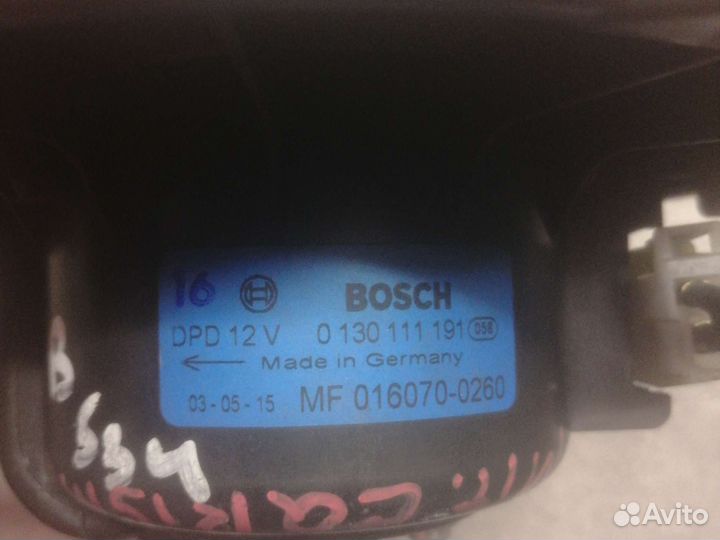 16 BOSCH
DPD 12 V 0 130 111 191 058
← Made in Germany
03-05-15 MF 016070-0260
Avito